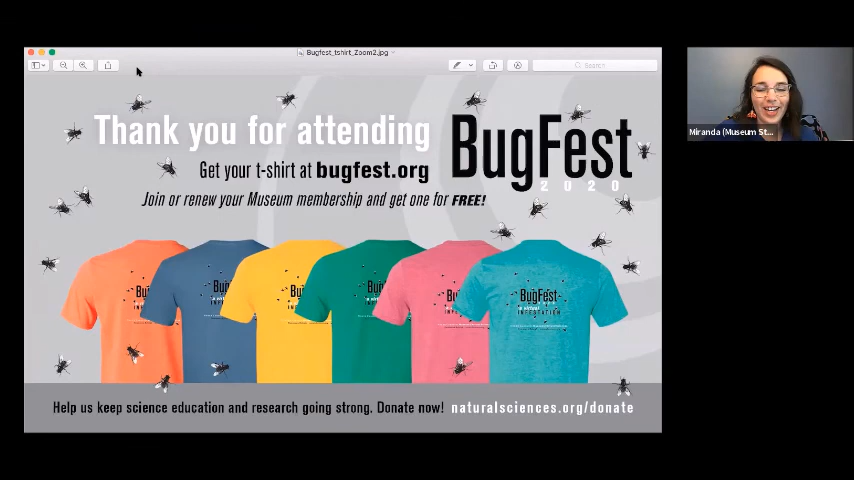 Bugfest_tshirt_Zoom2.jpg
Search
Thank you for attending
BugFest
2020
Get your t-shirt at bugfest.org
Join or renew your Museum membership and get one for FREE!
Miranda (Museum St...
BugFest
INFESTATION
Help us keep science education and research going strong. Donate now! naturalsciences.org/donate